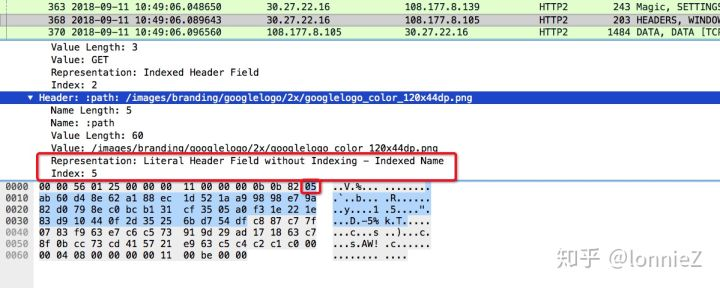 363 2018-09-11 10:49:06.048650 30.27.22.16 108.177.8.139 HTTP2 243 Magic, SETTINGS
368 2018-09-11 10:49:06.089643 30.27.22.16 108.177.8.105 HTTP2 203 HEADERS, WINDOW
370 2018-09-11 10:49:06.096560 108.177.8.105 30.27.22.16 HTTP2 1484 DATA, DATA [TCP
Value Length: 3
Value: GET
Representation: Indexed Header Field
Index: 2
Header: :path: /images/branding/googlelogo/2x/googlelogo_color_120x44dp.png
Name Length: 5
Name: :path
Value Length: 60
Value: /images/branding/googlelogo/2x/googlelogo color 120x44dp.png
Representation: Literal Header Field without Indexing - Indexed Name
Index: 5
0000 00 00 56 01 25 00 00 00 11 00 00 00 0b 0b 82 05 ..V.%... ........
0010 ab 60 d4 8e 62 a1 88 ec 1d 52 1a a9 98 98 e7 9a .`..b... .R......
0020 82 d0 79 8e c0 bc b1 31 cf 35 05 a0 f3 1e 22 1e ..y....1 .5....".
0030 83 d9 10 44 0f 2d 35 25 6b d7 54 df c8 87 c7 7f ...D.-5% k.T.....
0040 07 83 f9 63 e7 c6 c5 73 91 9d 29 ad 17 18 63 c7 ...c...s ..)...c.
0050 8f 0b cc 73 cd 41 57 21 e9 63 c5 c4 c2 c1 c0 00 ...s.AW! .c......
0060 00 04 08 00 00 00 00 11 00 be 00 00 ........ ....
知乎 @lonnieZ